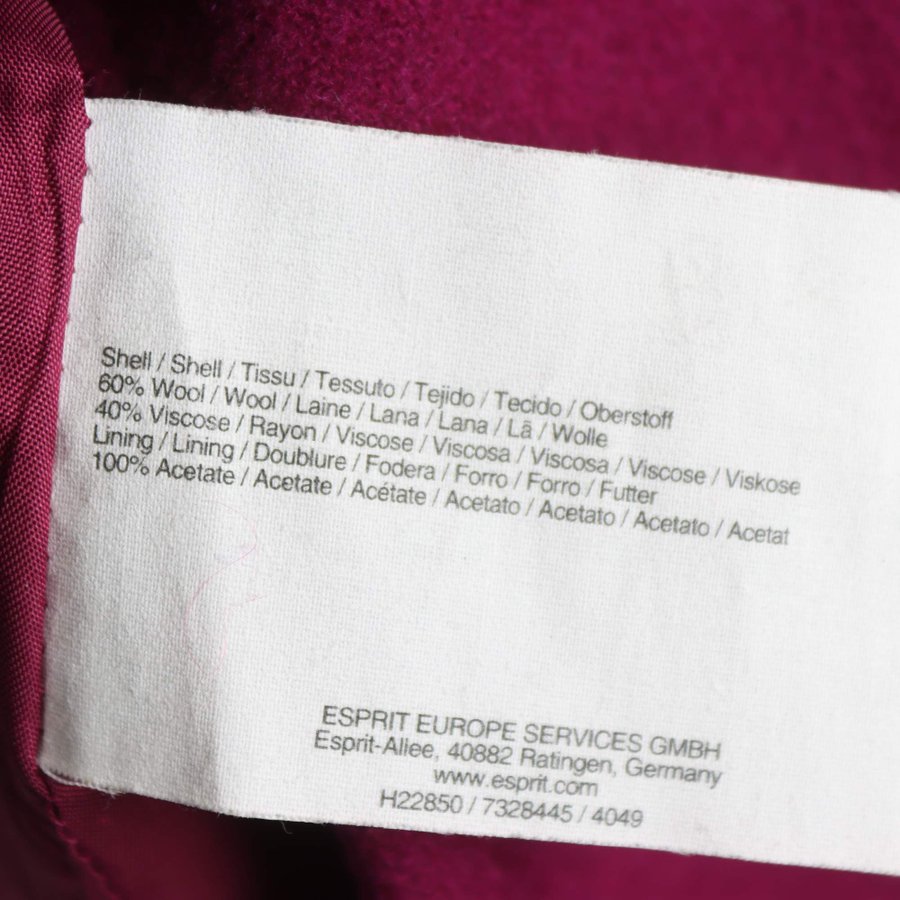 Shell / Shell / Tissu / Tessuto / Tejido / Tecido / Oberstoff
60% Wool / Wool / Laine / Lana / Lana / Lã / Wolle
40% Viscose / Rayon / Viscose / Viscosa / Viscosa / Viscose / Viskose
Lining / Lining / Doublure / Fodera / Forro / Forro / Futter
100% Acetate / Acetate / Acétate / Acetato / Acetato / Acetato / Acetat
ESPRIT EUROPE SERVICES GMBH
Esprit-Allee, 40882 Ratingen, Germany
www.esprit.com
H22850 / 7328445 / 4049